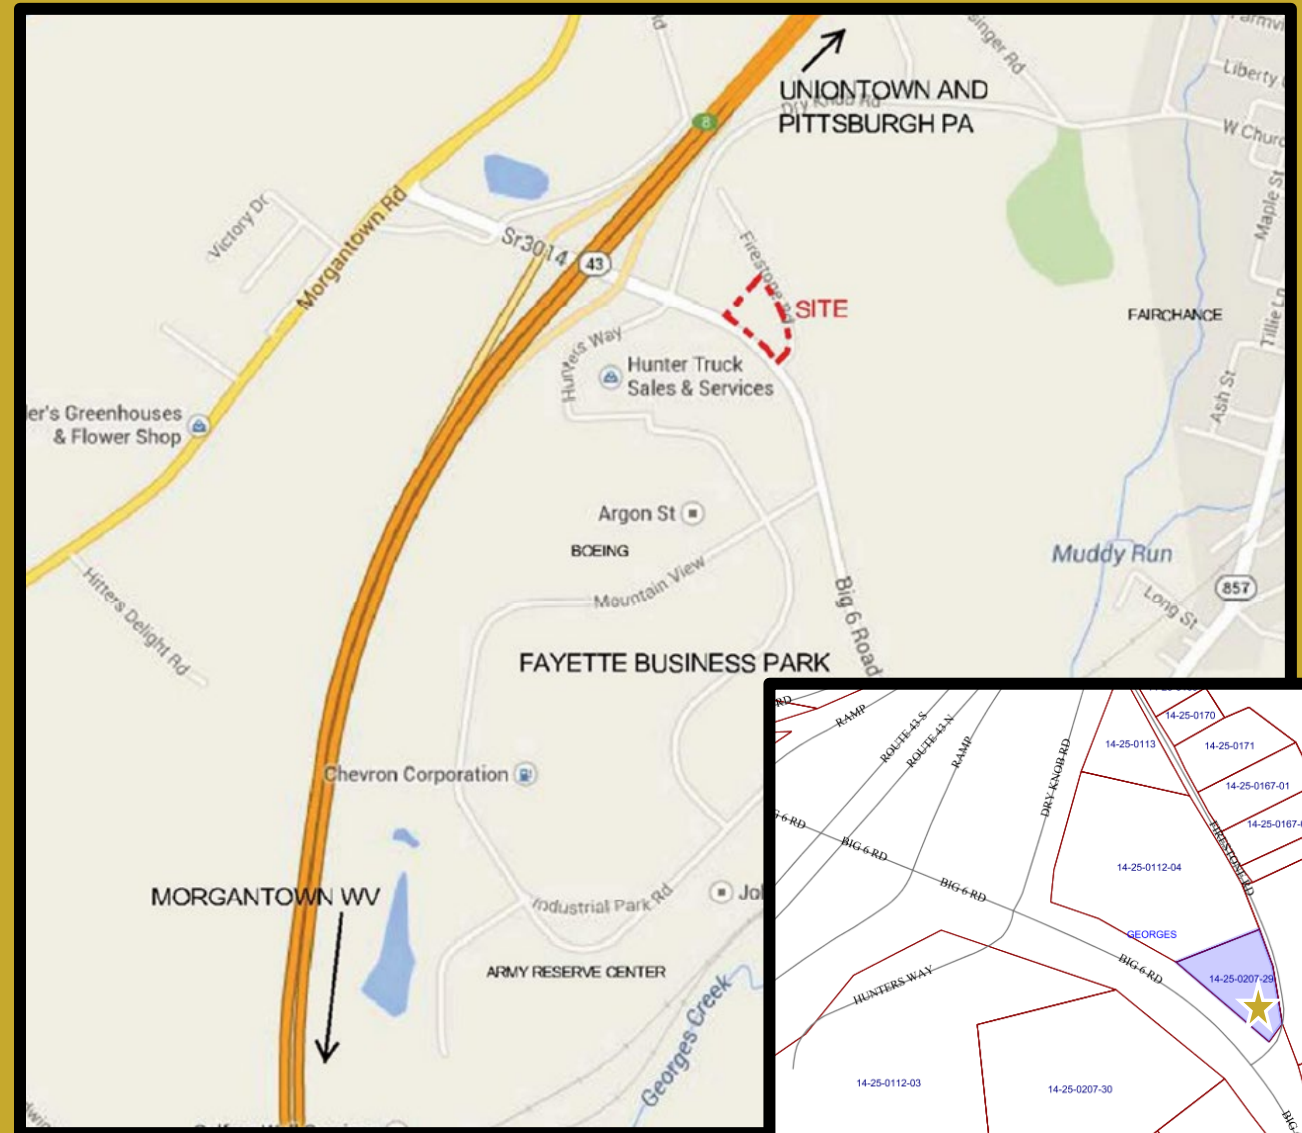 UNIONTOWN AND
PITTSBURGH PA
Dry Knob Rd
8
Liberty
W Churc
Maple St
Victory Dr
Morgantown Rd
Sr3014
43
Firestone Rd
SITE
FAIRCHANCE
Tillie Ln
Hunters Way
Hunter Truck
Sales & Services
Ash St
er's Greenhouses
& Flower Shop
Argon St
BOEING
Muddy Run
Mountain View
Hitters Delight Rd
Big 6 Road
Long St
857
FAYETTE BUSINESS PARK
Chevron Corporation
MORGANTOWN WV
Industrial Park Rd
ARMY RESERVE CENTER
Georges Creek
RD
RAMP
ROUTE 43 S
ROUTE 43 N
RAMP
DRY KNOB RD
14-25-0170
14-25-0113
14-25-0171
14-25-0167-01
14-25-0167-
FIRESTONE RD
6 RD
BIG 6 RD
BIG 6 RD
14-25-0112-04
GEORGES
BIG 6 RD
14-25-0207-29
HUNTERS WAY
14-25-0112-03
14-25-0207-30
BIG